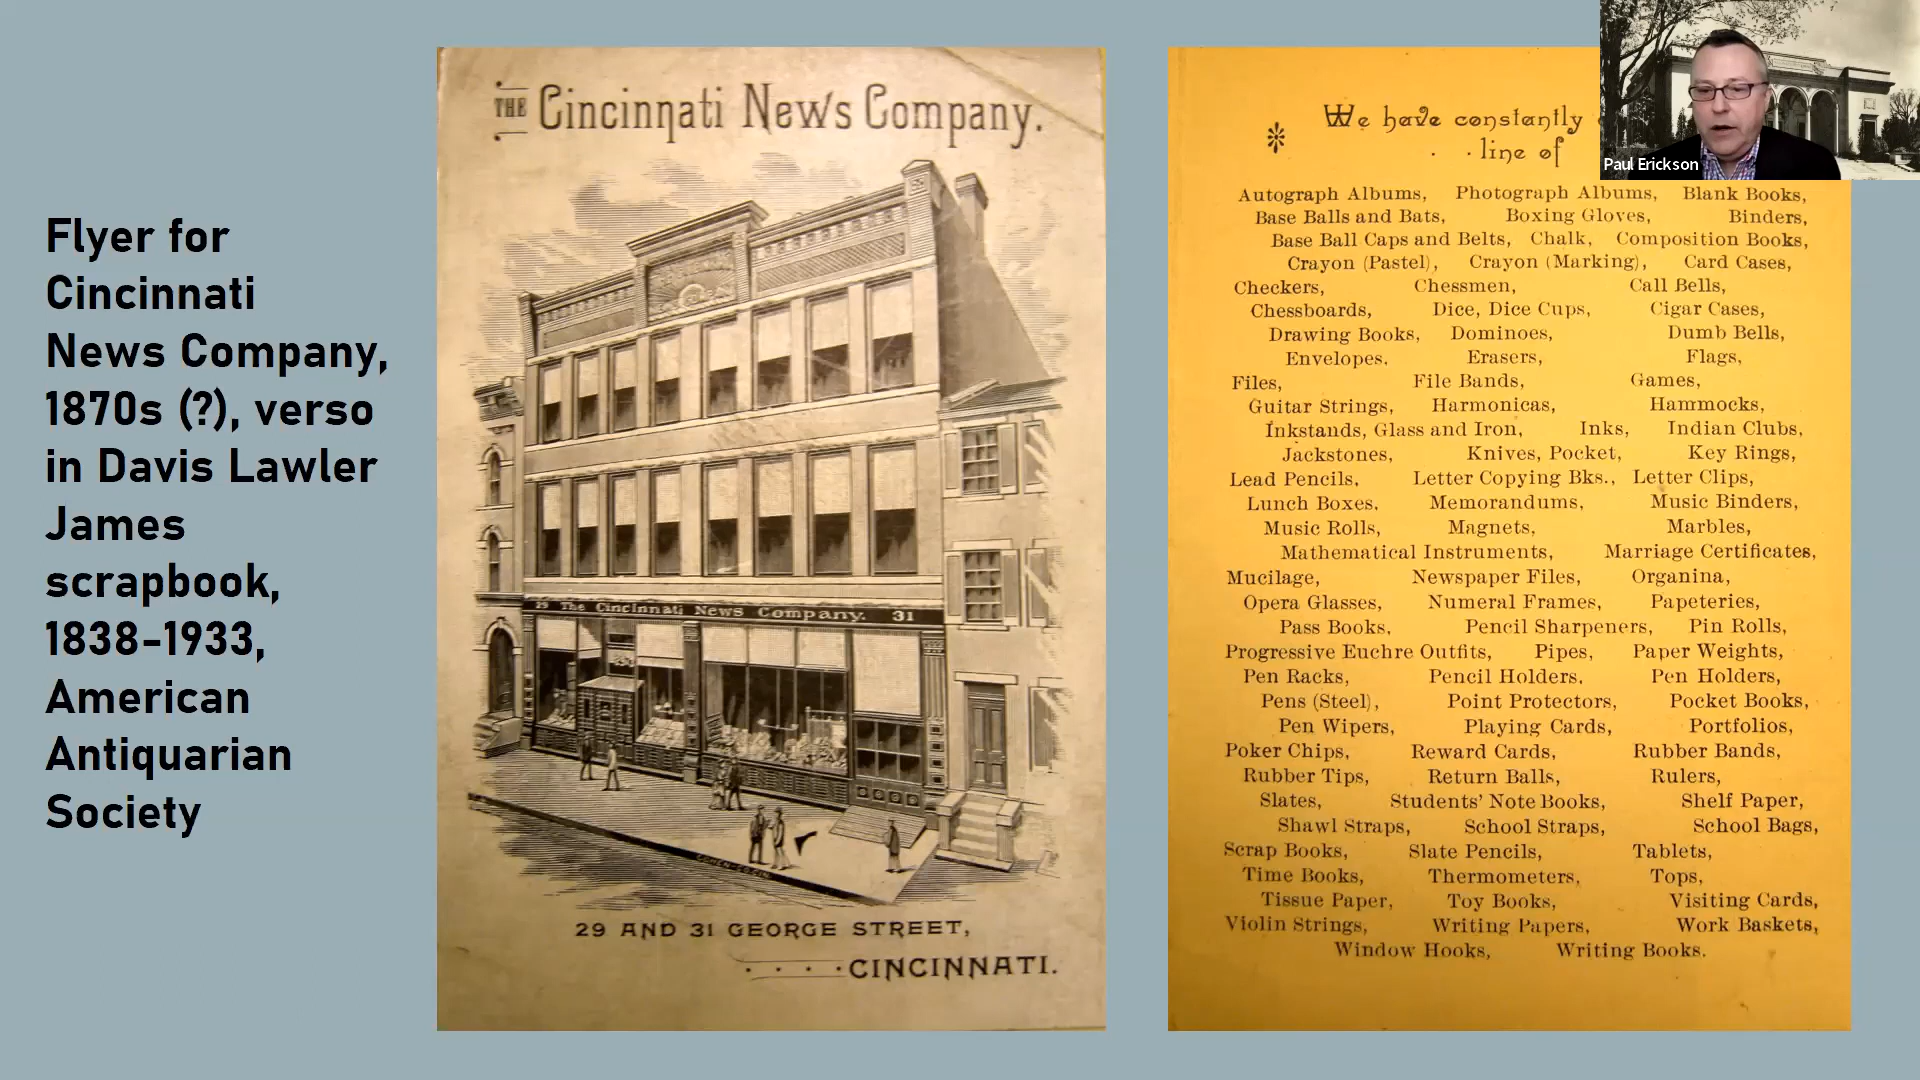 Flyer for
Cincinnati
News Company,
1870s (?), verso
in Davis Lawler
James
scrapbook,
1838-1933,
American
Antiquarian
Society
THE Cincinnati News Company.
29 The Cincinnati News Company. 31
29 AND 31 GEORGE STREET,
CINCINNATI.
We have constantly
line of
Autograph Albums, Photograph Albums, Blank Books,
Base Balls and Bats, Boxing Gloves, Binders,
Base Ball Caps and Belts, Chalk, Composition Books,
Crayon (Pastel), Crayon (Marking), Card Cases,
Checkers, Chessmen, Call Bells,
Chessboards, Dice, Dice Cups, Cigar Cases,
Drawing Books, Dominoes, Dumb Bells,
Envelopes, Erasers, Flags,
Files, File Bands, Games,
Guitar Strings, Harmonicas, Hammocks,
Inkstands, Glass and Iron, Inks, Indian Clubs,
Jackstones, Knives, Pocket, Key Rings,
Lead Pencils, Letter Copying Bks., Letter Clips,
Lunch Boxes, Memorandums, Music Binders,
Music Rolls, Magnets, Marbles,
Mathematical Instruments, Marriage Certificates,
Mucilage, Newspaper Files, Organina,
Opera Glasses, Numeral Frames, Papeteries,
Pass Books, Pencil Sharpeners, Pin Rolls,
Progressive Euchre Outfits, Pipes, Paper Weights,
Pen Racks, Pencil Holders, Pen Holders,
Pens (Steel), Point Protectors, Pocket Books,
Pen Wipers, Playing Cards, Portfolios,
Poker Chips, Reward Cards, Rubber Bands,
Rubber Tips, Return Balls, Rulers,
Slates, Students' Note Books, Shelf Paper,
Shawl Straps, School Straps, School Bags,
Scrap Books, Slate Pencils, Tablets,
Time Books, Thermometers, Tops,
Tissue Paper, Toy Books, Visiting Cards,
Violin Strings, Writing Papers, Work Baskets,
Window Hooks, Writing Books.
Paul Erickson